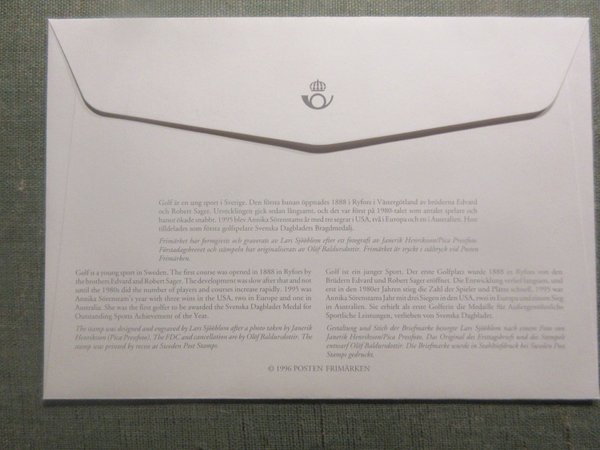 Golf är en ung sport i Sverige. Den första banan öppnades 1888 i Ryfors i Västergötland av bröderna Edvard
och Robert Sager. Utvecklingen gick sedan långsamt, och det var först på 1980-talet som antalet spelare och
banor ökade snabbt. 1995 blev Annika Sörenstams år med tre segrar i USA, två i Europa och en i Australien. Hon
tilldelades som första golfspelare Svenska Dagbladets Bragdmedalj.
Frimärket har formgivits och graverats av Lars Sjööblom efter ett fotografi av Janerik Henriksson/Pica Pressfoto.
Förstadagsbrevet och stämpeln har originaliserats av Olöf Baldursdottir. Frimärket är tryckt i ståltryck vid Posten
Frimärken.
Golf is a young sport in Sweden. The first course was opened in 1888 in Ryfors by
the brothers Edvard and Robert Sager. The development was slow after that and not
until the 1980s did the number of players and courses increase rapidly. 1995 was
Annika Sörenstam's year with three wins in the USA, two in Europe and one in
Australia. She was the first golfer to be awarded the Svenska Dagbladet Medal for
Outstanding Sports Achievement of the Year.
The stamp was designed and engraved by Lars Sjööblom after a photo taken by Janerik
Henriksson (Pica Pressfoto). The FDC and cancellation are by Olöf Baldursdottir. The
stamp was printed by recess at Sweden Post Stamps.
Golf ist ein junger Sport. Der erste Golfplatz wurde 1888 in Ryfors von den
Brüdern Edvard und Robert Sager eröffnet. Die Entwicklung verlief langsam, und
erst in den 1980er Jahren stieg die Zahl der Spieler und Pläne schnell. 1995 war
Annika Sörenstams Jahr mit drei Siegen in den USA, zwei in Europa und einem Sieg
in Australien. Sie erhält als erste Golferin die Medaille für Außergewöhnliche
Sportliche Leistungen, verliehen von Svenska Dagbladet.
Gestaltung und Stich der Briefmarke besorgte Lars Sjööblom nach einem Foto von
Janerik Henriksson/Pica Pressfoto. Das Original des Ersttagsbriefs und des Stempels
entwarf Olöf Baldursdottir. Die Briefmarke wurde in Stahlstichdruck bei Sweden Post
Stamps gedruckt.
© 1996 POSTEN FRIMÄRKEN